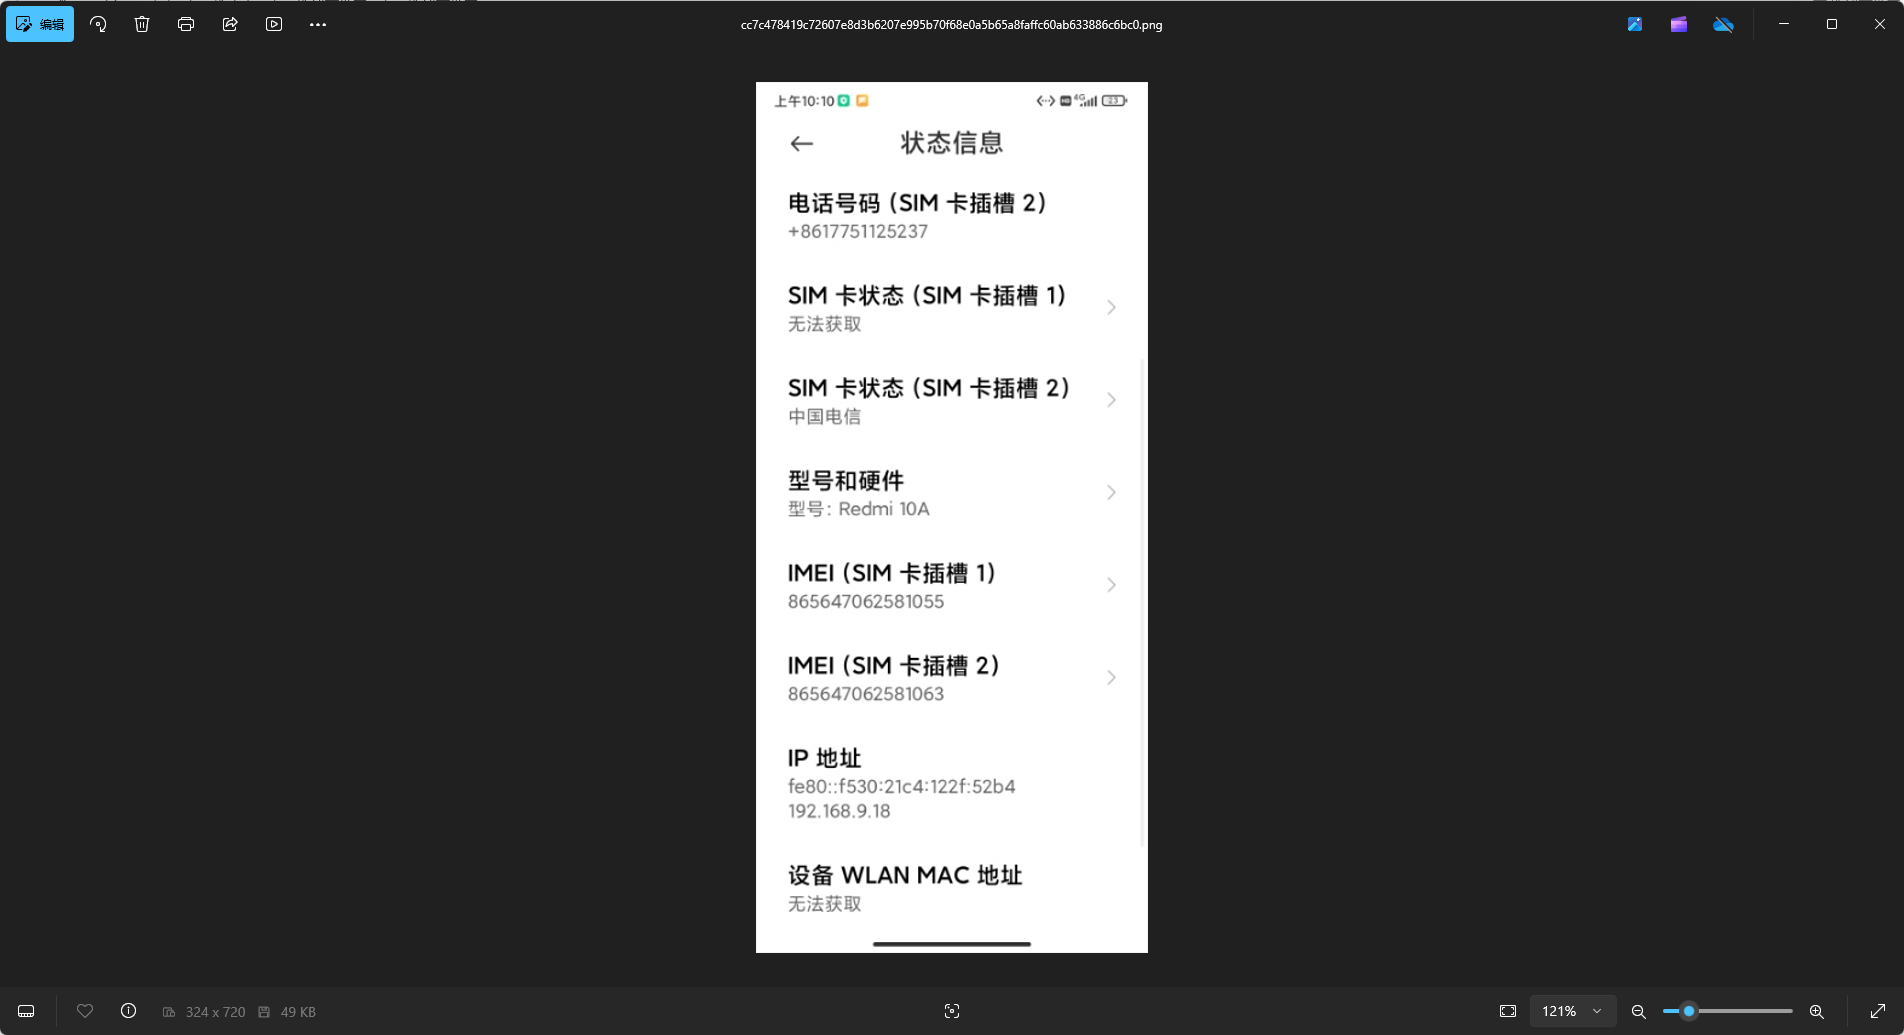 编辑
cc7c478419c72607e8d3b6207e995b70f68e0a5b65a8faffc60ab633886c6bc0.png
上午10:10
HD 4G 23
状态信息
电话号码 (SIM 卡插槽 2)
+8617751125237
SIM 卡状态 (SIM 卡插槽 1)
无法获取
SIM 卡状态 (SIM 卡插槽 2)
中国电信
型号和硬件
型号: Redmi 10A
IMEI (SIM 卡插槽 1)
865647062581055
IMEI (SIM 卡插槽 2)
865647062581063
IP 地址
fe80::f530:21c4:122f:52b4
192.168.9.18
设备 WLAN MAC 地址
无法获取
324 x 720
49 KB
121%